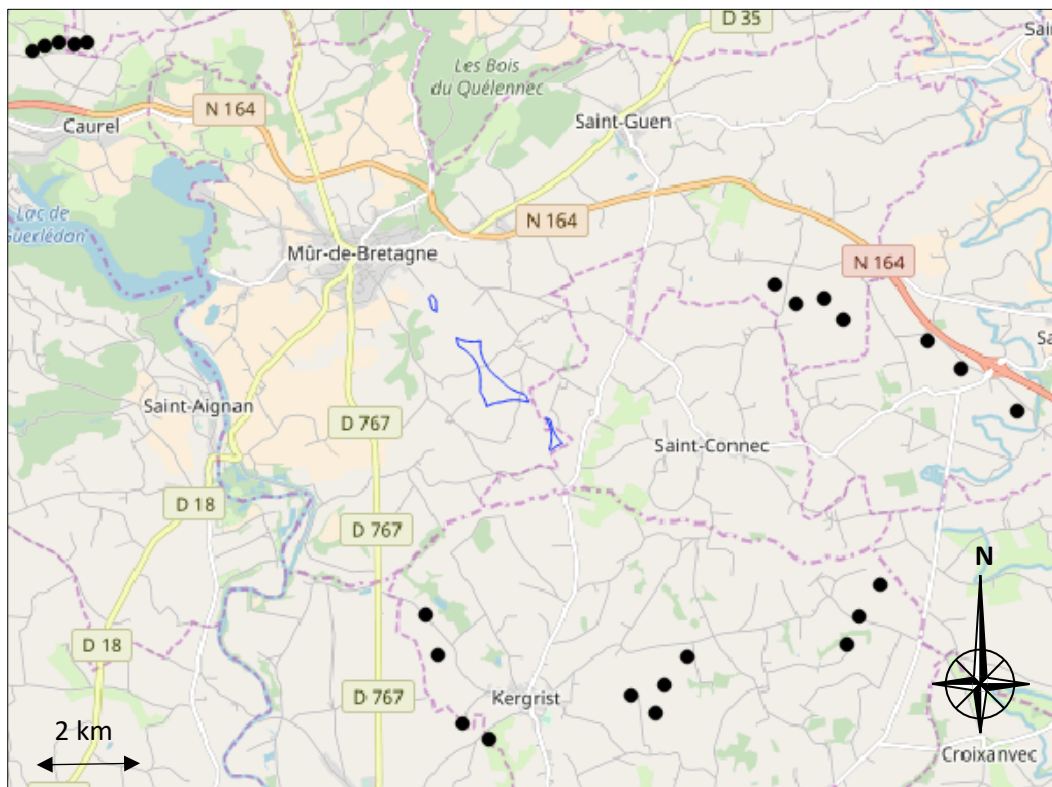 D 35
Les Bois
du Quélennec
N 164
Caurel
Saint-Guen
Lac de
Guerlédan
N 164
Mûr-de-Bretagne
N 164
Saint-Aignan
D 767
Saint-Connec
D 18
D 767
N
D 18
D 767
Kergrist
2 km
Croixanvec